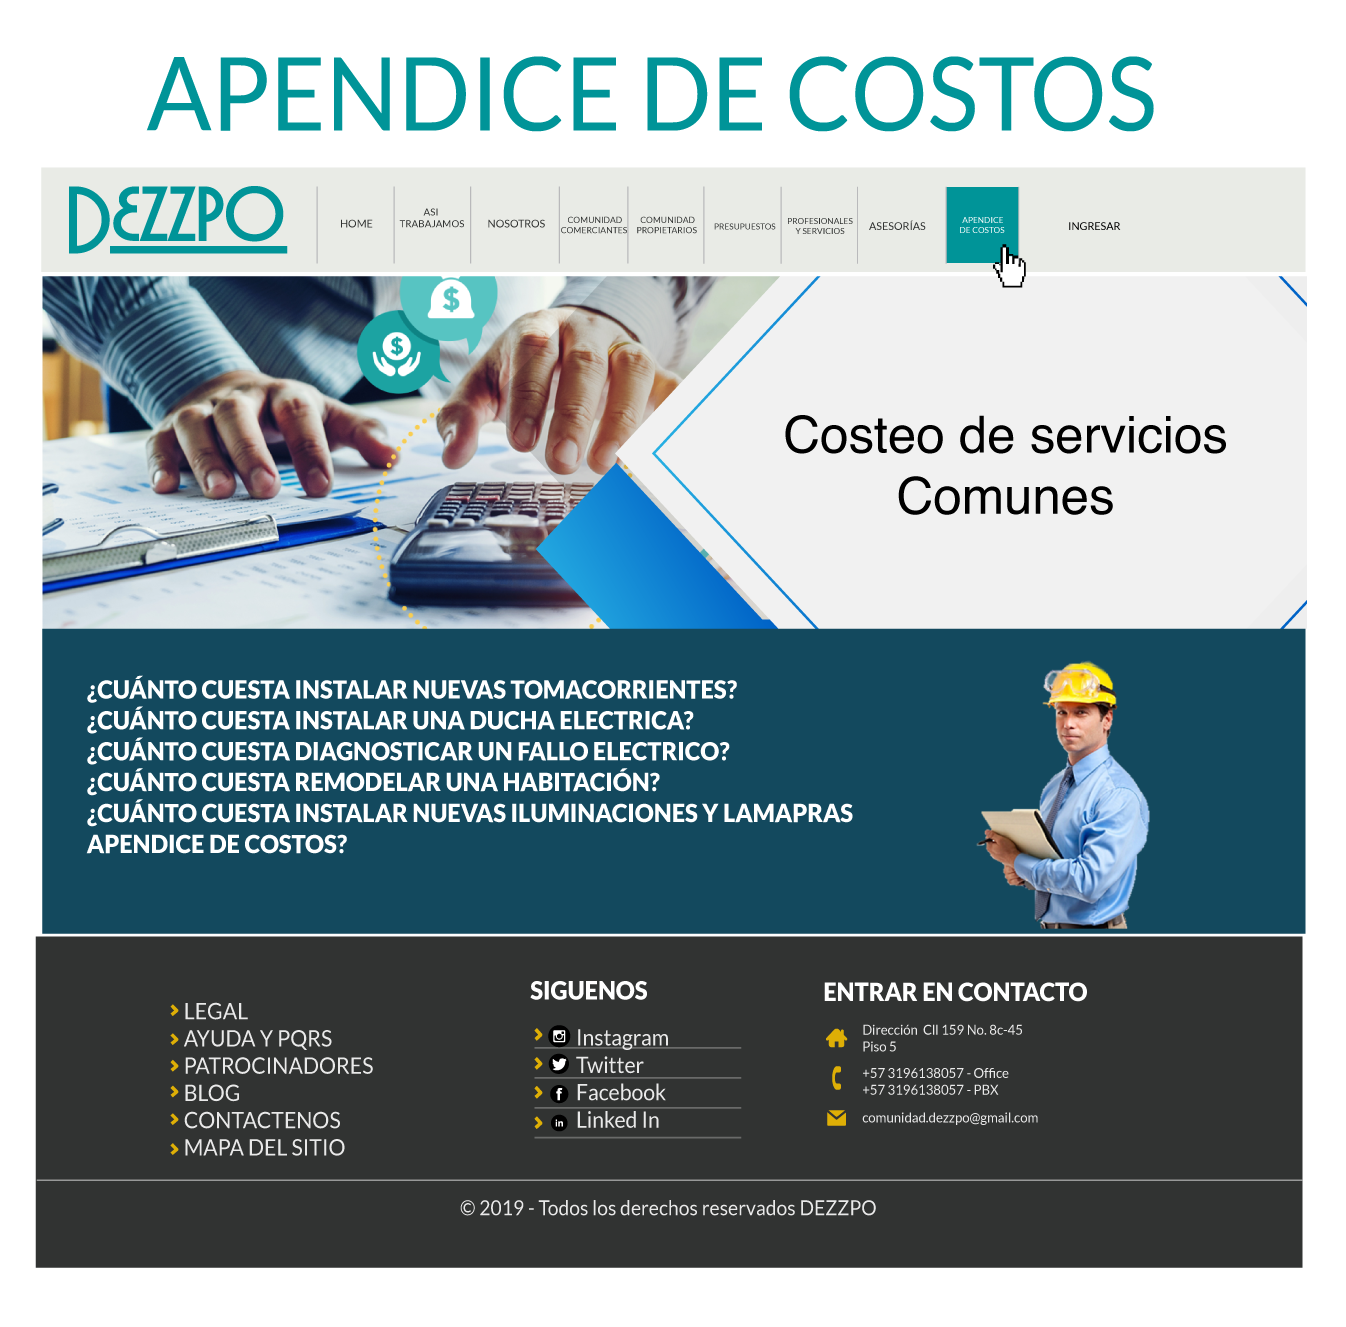 APENDICE DE COSTOS
DEZZPO
HOME
ASI
TRABAJAMOS
NOSOTROS
COMUNIDAD
COMERCIANTES
COMUNIDAD
PROPIETARIOS
PRESUPUESTOS
PROFESIONALES
Y SERVICIOS
ASESORÍAS
APENDICE
DE COSTOS
INGRESAR
$
$
Costeo de servicios
Comunes
¿CUÁNTO CUESTA INSTALAR NUEVAS TOMACORRIENTES?
¿CUÁNTO CUESTA INSTALAR UNA DUCHA ELECTRICA?
¿CUÁNTO CUESTA DIAGNOSTICAR UN FALLO ELECTRICO?
¿CUÁNTO CUESTA REMODELAR UNA HABITACIÓN?
¿CUÁNTO CUESTA INSTALAR NUEVAS ILUMINACIONES Y LAMAPRAS
APENDICE DE COSTOS?
LEGAL
AYUDA Y PQRS
PATROCINADORES
BLOG
CONTACTENOS
MAPA DEL SITIO
SIGUENOS
Instagram
Twitter
Facebook
Linked In
ENTRAR EN CONTACTO
Dirección Cll 159 No. 8c-45
Piso 5
+57 3196138057 - Office
+57 3196138057 - PBX
comunidad.dezzpo@gmail.com
© 2019 - Todos los derechos reservados DEZZPO